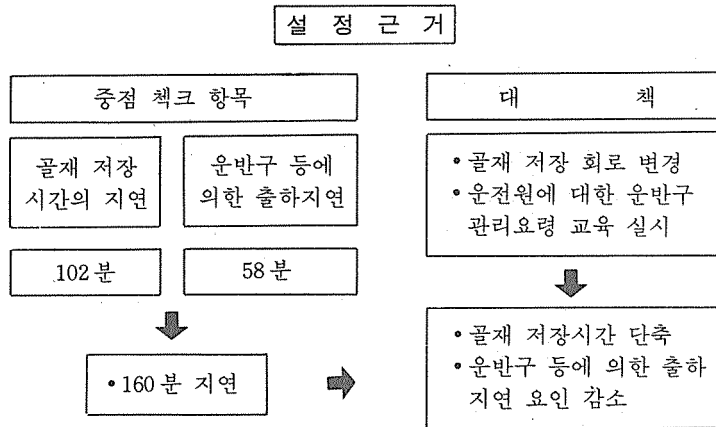 설 정 근 거
중점 첵크 항목
골재 저장
시간의 지연
운반구 등에
의한 출하지연
102분
58분
• 160분 지연
대 책
• 골재 저장 회로 변경
• 운전원에 대한 운반구
관리요령 교육 실시
• 골재 저장시간 단축
• 운반구 등에 의한 출하
지연 요인 감소